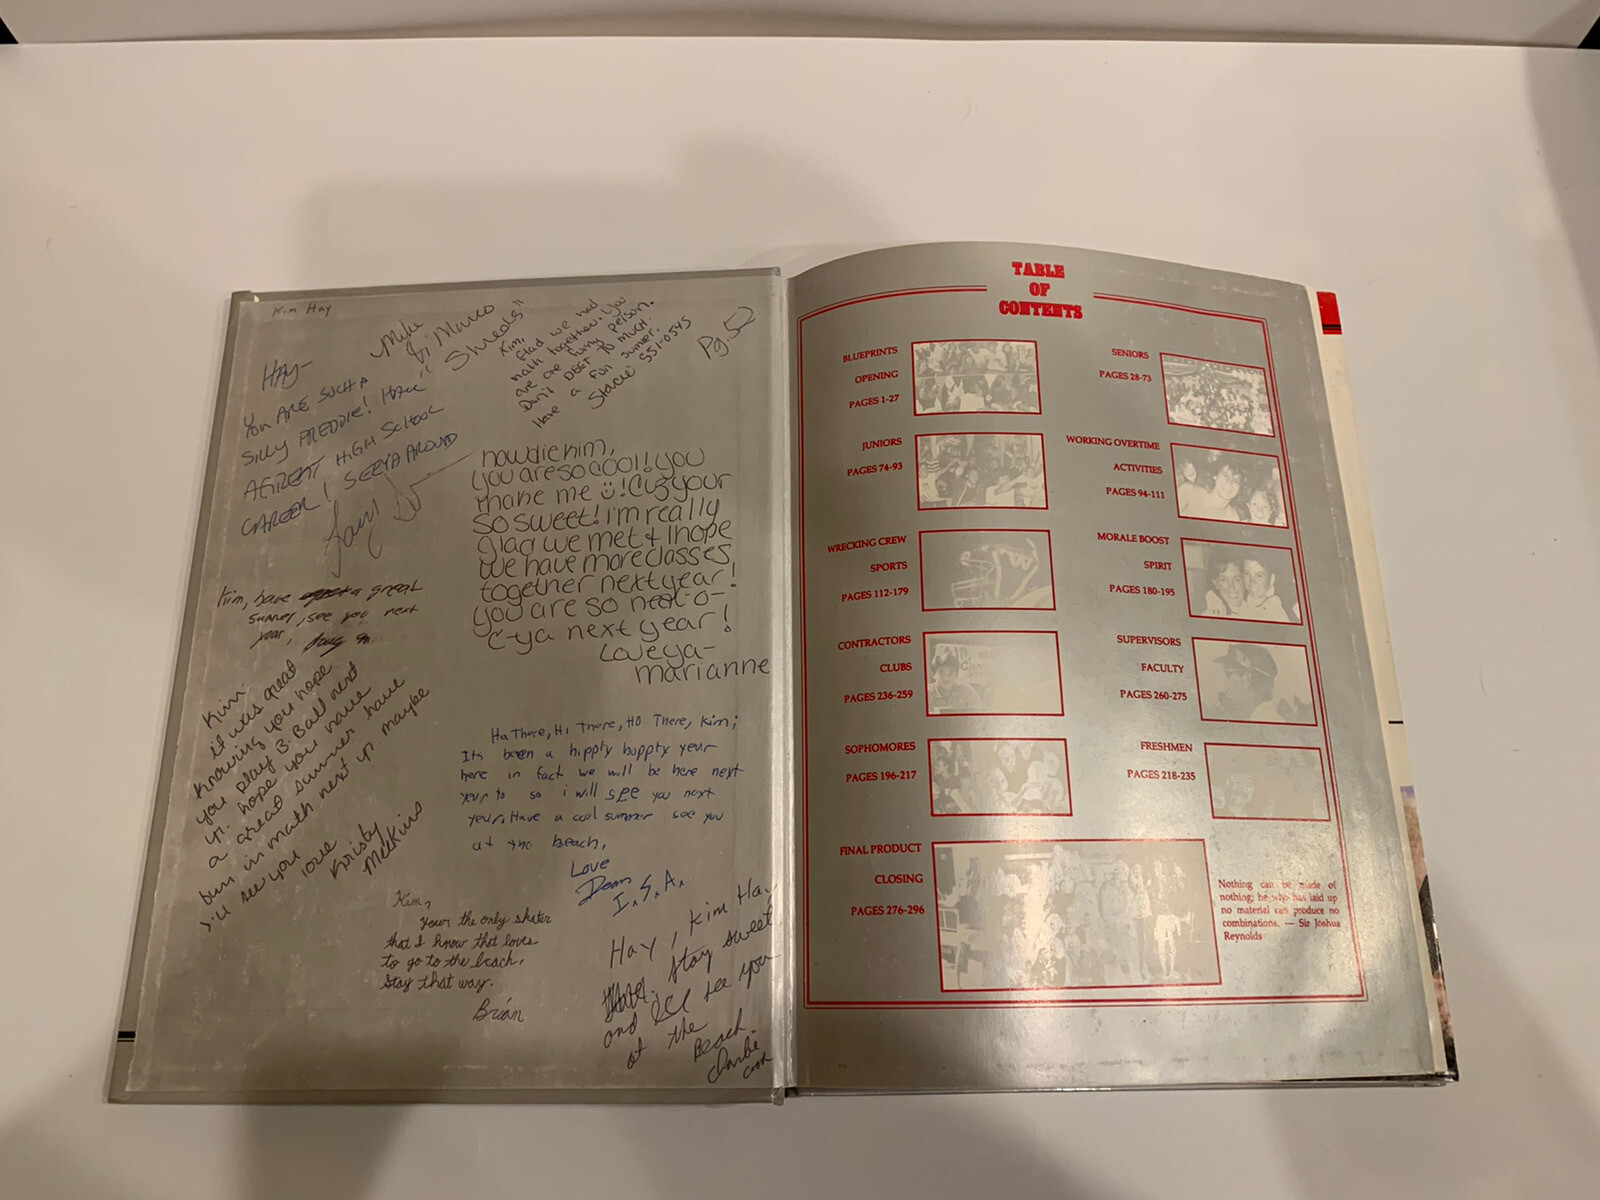 Kim Hay
Mike
Di Marco
"Shreds"
HAY-
YOU ARE SUCH A
SILLY FREDDIE! HAVE
A GREAT HIGH SCHOOL
CAREER! SEE YA AROUND
Kim,
Glad we had
math together. You
are one funny person.
Don't DBET TO MUCH.
Have a fun summer.
Stacie 551-0545
Pg. 52
howdie kim,
you are so cool! you
thank me ☺! Cuz your
so sweet! i'm really
glad we met & I hope
we have more classes
together next year!
you are so neat-o-!
C-ya next year!
Love ya-
marianne
Kim, have a great
summer, see you next
year, Doug M.
Kim
it was great
knowing you hope
you play B-Ball next
yr. hope you have
a great summer have
fun in math next yr. maybe
I'll see you
love
Kristy
Meekins
Ha There, Hi There, HO There, Kim;
Its been a hippty hoppty year
here in fact we will be here next
year to so i will SEE you next
year. Have a cool summer see you
at the beach,
Love
I.S.A.
Kim,
Your the only skater
that I know that loves
to go to the beach.
Stay that way.
Brian
Hay, Kim Hay
Stay sweet
and I'll see you
at the
Beach.
TABLE
OF
CONTENTS
BLUEPRINTS
OPENING
PAGES 1-27
SENIORS
PAGES 28-73
JUNIORS
PAGES 74-93
WORKING OVERTIME
ACTIVITIES
PAGES 94-111
WRECKING CREW
SPORTS
PAGES 112-179
MORALE BOOST
SPIRIT
PAGES 180-195
CONTRACTORS
CLUBS
PAGES 236-259
SUPERVISORS
FACULTY
PAGES 260-275
SOPHOMORES
PAGES 196-217
FRESHMEN
PAGES 218-235
FINAL PRODUCT
CLOSING
PAGES 276-296
Nothing can be made of
nothing; he who has laid up
no material can produce no
combinations. — Sir Joshua
Reynolds